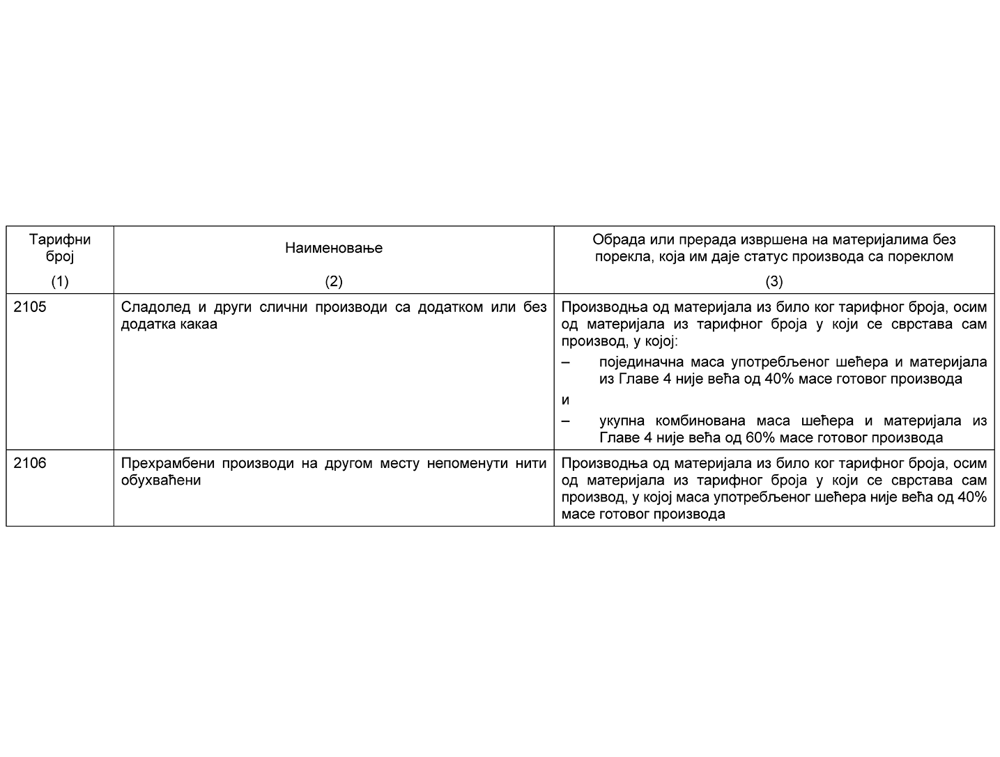 Тарифни
број
(1)
Наименовање
(2)
Обрада или прерада извршена на материјалима без
порекла, која им даје статус производа са пореклом
(3)
2105
Сладолед и други слични производи са додатком или без
додатка какаа
Производња од материјала из било ког тарифног броја, осим
од материјала из тарифног броја у који се сврстава сам
производ, у којој:
– појединачна маса употребљеног шећера и материјала
из Главе 4 није већа од 40% масе готовог производа
и
– укупна комбинована маса шећера и материјала из
Главе 4 није већа од 60% масе готовог производа
2106
Прехрамбени производи на другом месту непоменути нити
обухваћени
Производња од материјала из било ког тарифног броја, осим
од материјала из тарифног броја у који се сврстава сам
производ, у којој маса употребљеног шећера није већа од 40%
масе готовог производа